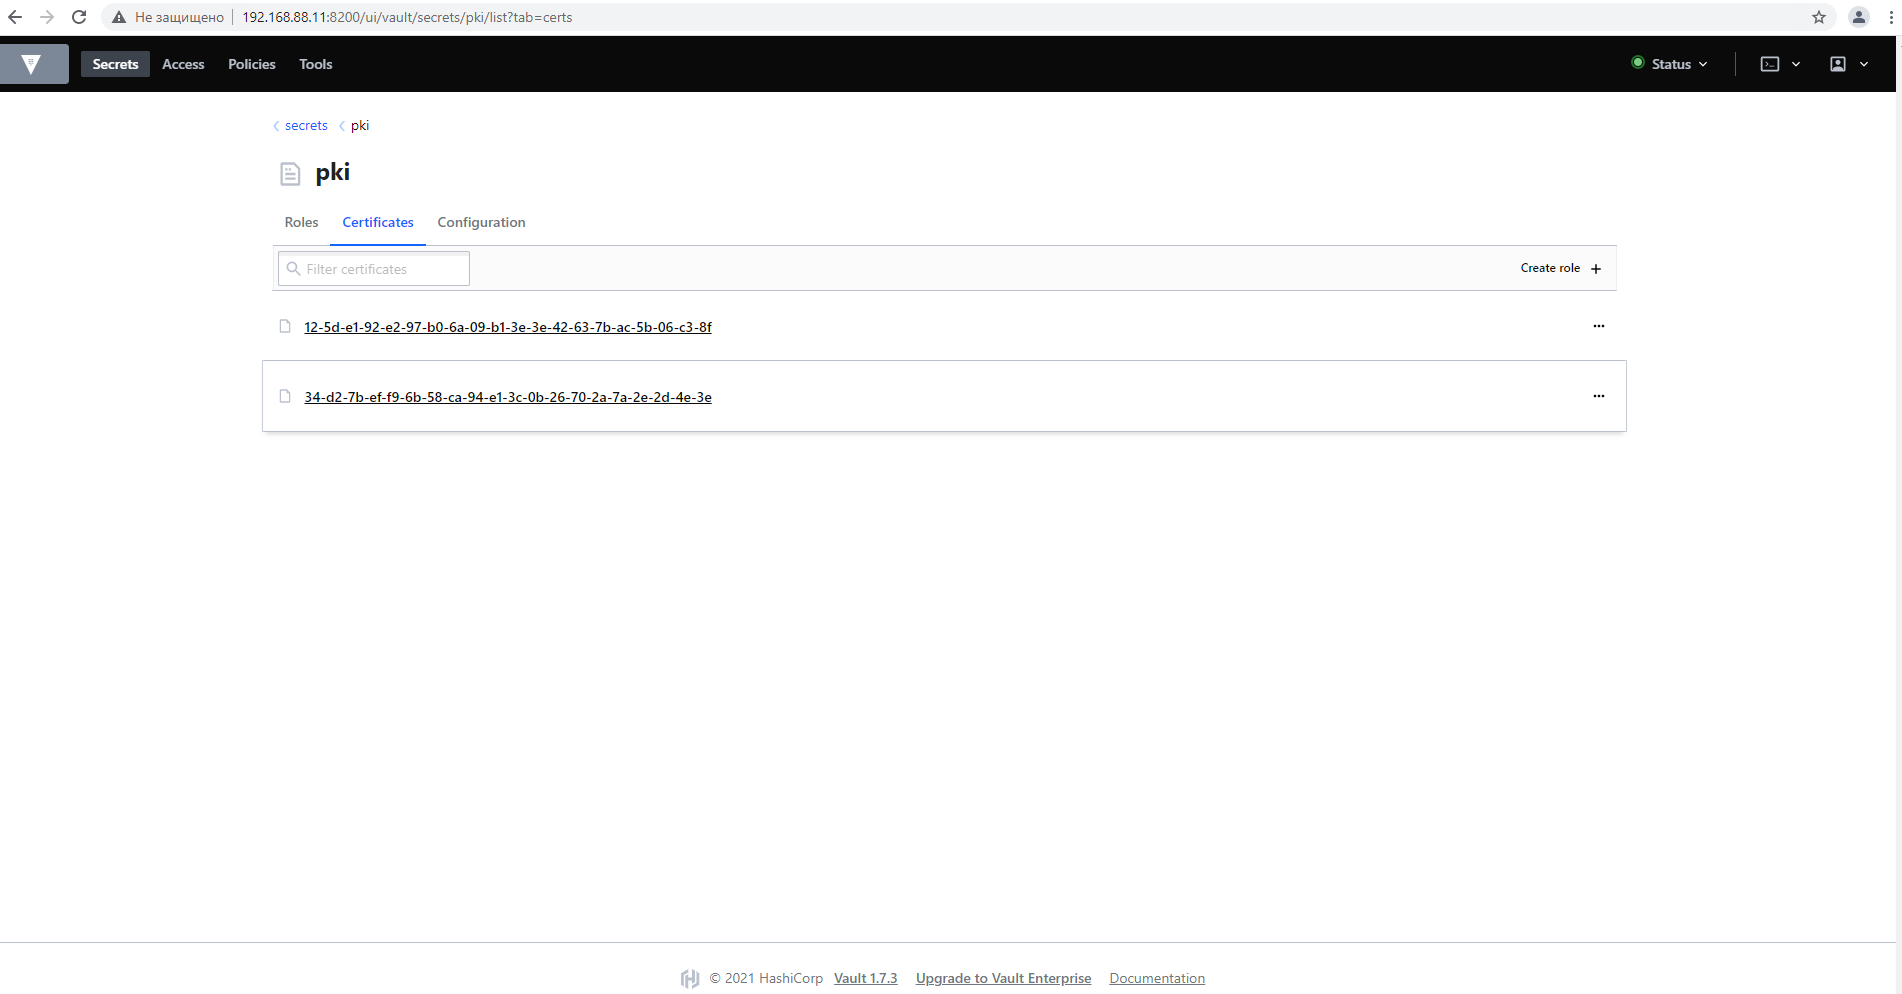 Не защищено 192.168.88.11:8200/ui/vault/secrets/pki/list?tab=certs
Secrets Access Policies Tools Status
secrets pki
pki
Roles Certificates Configuration
Filter certificates Create role +
12-5d-e1-92-e2-97-b0-6a-09-b1-3e-3e-42-63-7b-ac-5b-06-c3-8f
34-d2-7b-ef-f9-6b-58-ca-94-e1-3c-0b-26-70-2a-7a-2e-2d-4e-3e
© 2021 HashiCorp Vault 1.7.3 Upgrade to Vault Enterprise Documentation